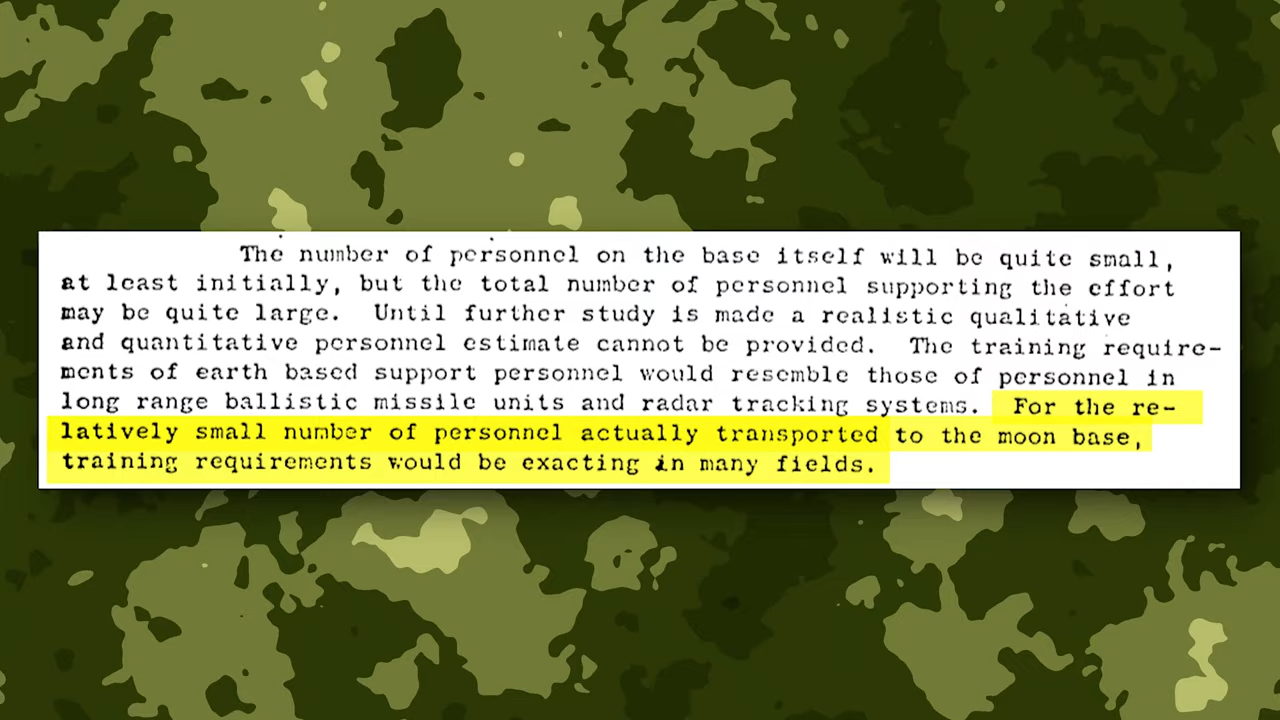 The number of personnel on the base itself will be quite small,
at least initially, but the total number of personnel supporting the effort
may be quite large. Until further study is made a realistic qualitative
and quantitative personnel estimate cannot be provided. The training require-
ments of earth based support personnel would resemble those of personnel in
long range ballistic missile units and radar tracking systems. For the re-
latively small number of personnel actually transported to the moon base,
training requirements would be exacting in many fields.